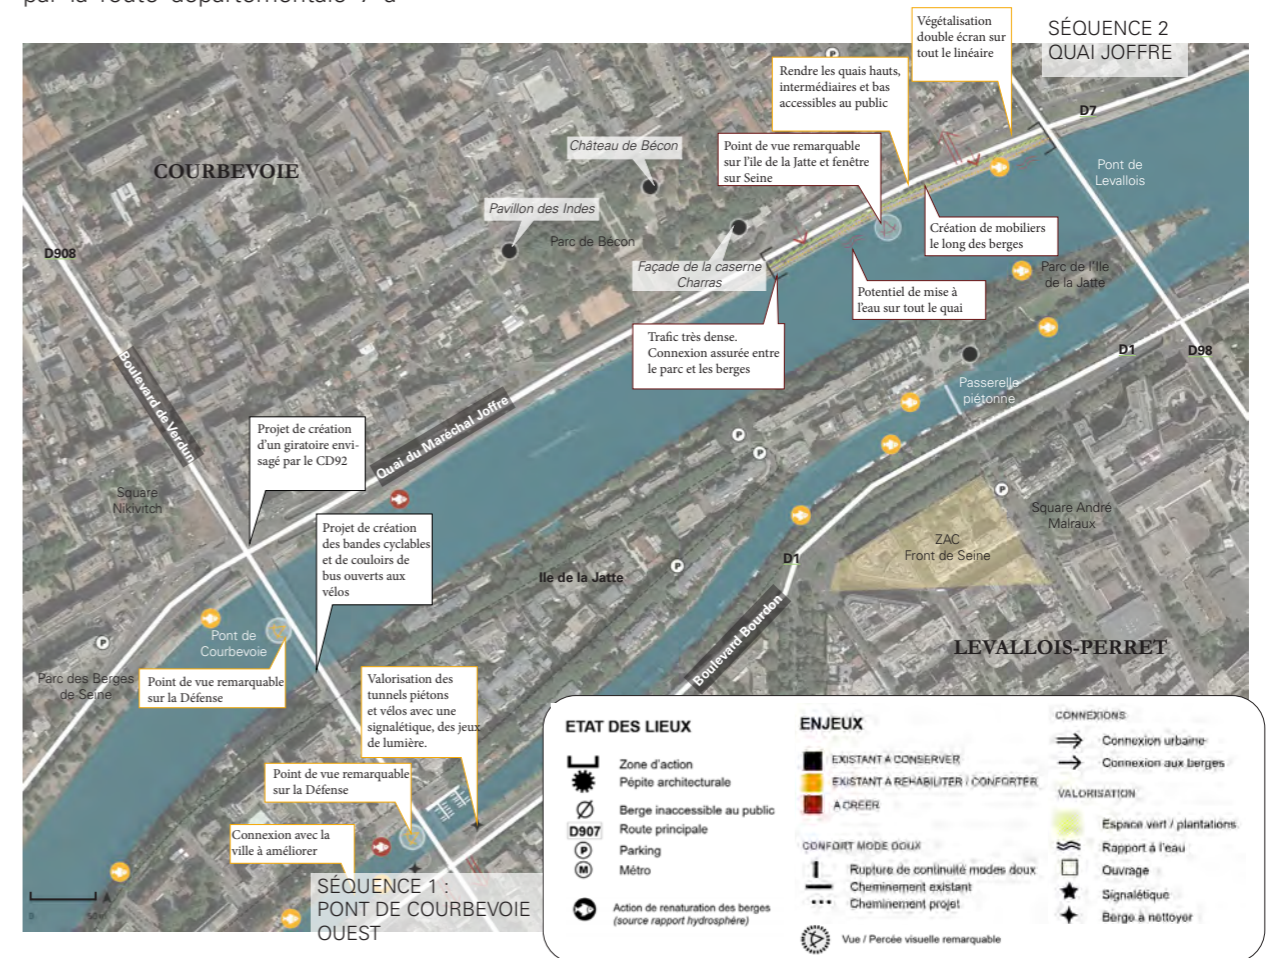 par la route départementale 7 à
SÉQUENCE 2
QUAI JOFFRE
Végétalisation
double écran sur
tout le linéaire
P
Rendre les quais hauts,
intermédiaires et bas
accessibles au public
D7
Château de Bécon
Point de vue remarquable
sur l'île de la Jatte et fenêtre
sur Seine
Pont de
Levallois
COURBEVOIE
Pavillon des Indes
Parc de Bécon
Création de mobiliers
le long des berges
D908
Façade de la caserne
Charras
Parc de l'Ile
de la Jatte
Potentiel de mise à
l'eau sur tout le quai
Trafic très dense.
Connexion assurée entre
le parc et les berges
D1
D98
Passerelle
piétonne
Boulevard de Verdun
Quai du Maréchal Joffre
Projet de création
d'un giratoire envi-
sagé par le CD92
P
P
P
Square
Nikivitch
Square André
Malraux
Projet de création
des bandes cyclables
et de couloirs de
bus ouverts aux
vélos
ZAC
Front de Seine
D1
P
Ile de la Jatte
Boulevard Bourdon
P
Pont de
Courbevoie
LEVALLOIS-PERRET
Parc des Berges
de Seine
Point de vue remarquable
sur la Défense
Valorisation des
tunnels piétons
et vélos avec une
signalétique, des jeux
de lumière.
Point de vue remarquable
sur la Défense
Connexion avec la
ville à améliorer
SÉQUENCE 1 :
PONT DE COURBEVOIE
OUEST
0
ETAT DES LIEUX
Zone d'action
Pépite architecturale
Berge inaccessible au public
D907 Route principale
P Parking
M Métro
Action de renaturation des berges
(source rapport hydrosphère)
ENJEUX
EXISTANT A CONSERVER
EXISTANT A REHABILITER / CONFORTER
A CREER
CONFORT MODE DOUX
Rupture de continuité modes doux
Cheminement existant
Cheminement projet
Vue / Percée visuelle remarquable
CONNEXIONS
Connexion urbaine
Connexion aux berges
VALORISATION
Espace vert / plantations
Rapport à l'eau
Ouvrage
Signalétique
Berge à nettoyer